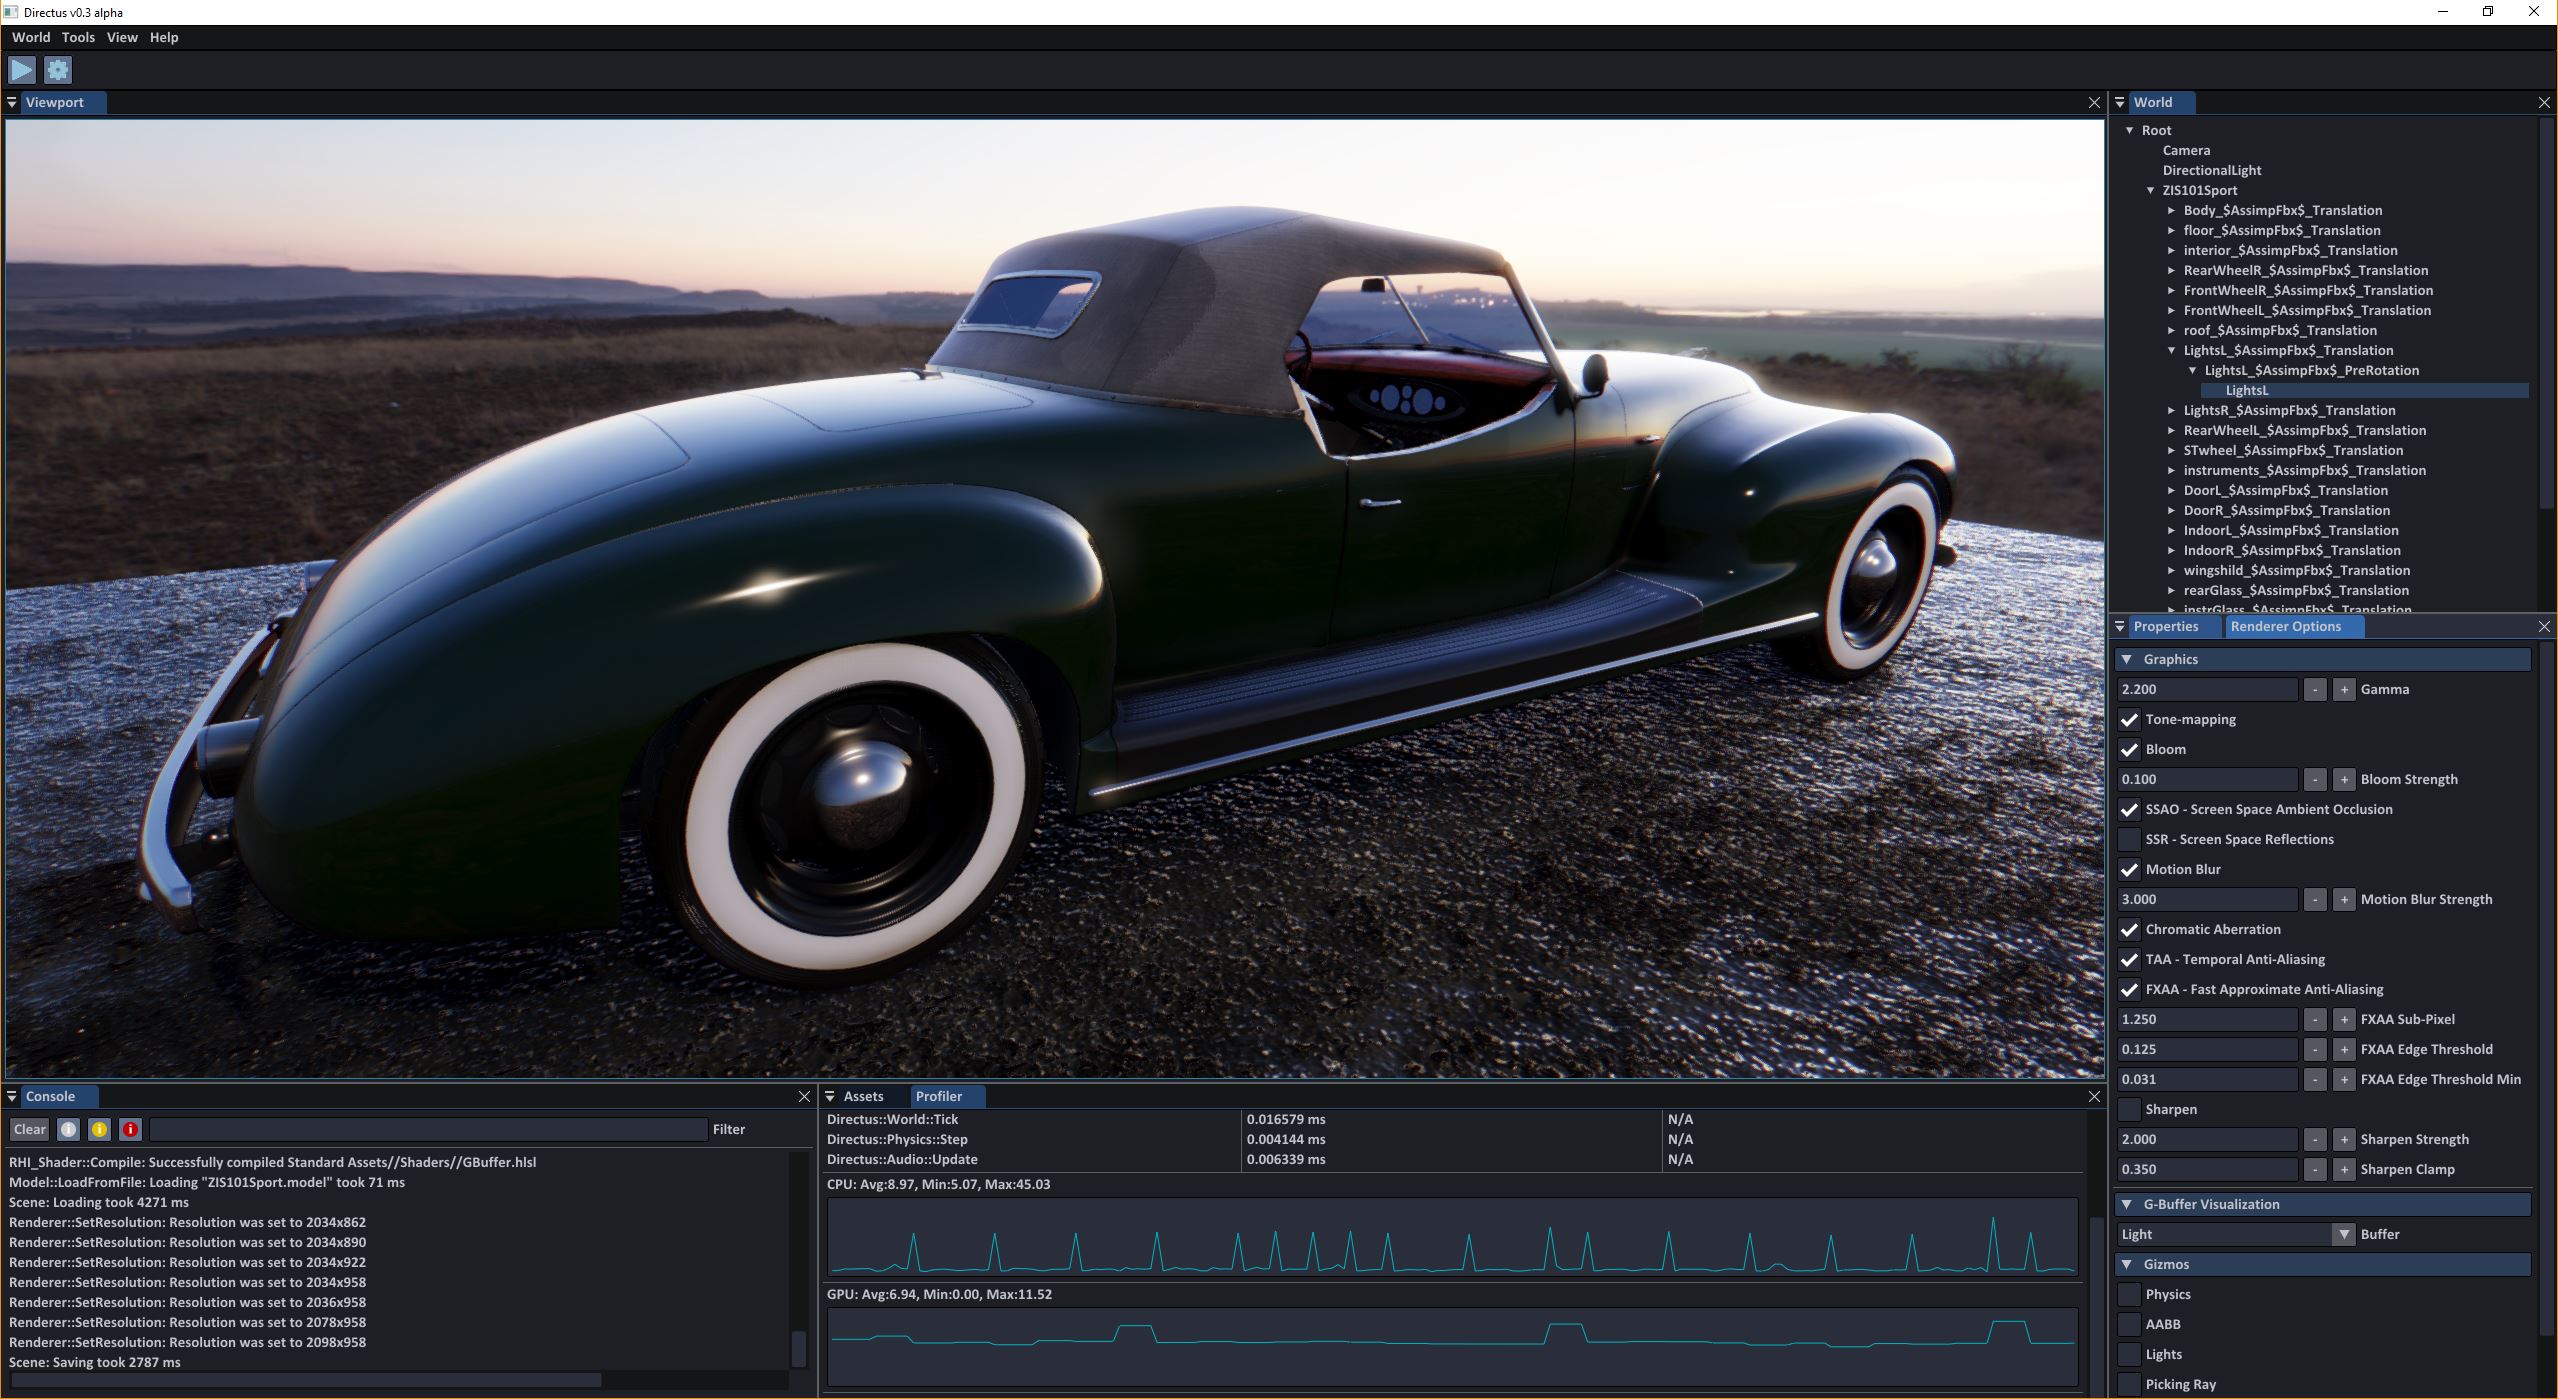 Directus v0.3 alpha
World Tools View Help
Viewport
World
Root
Camera
DirectionalLight
ZIS101Sport
Body_$AssimpFbx$_Translation
floor_$AssimpFbx$_Translation
interior_$AssimpFbx$_Translation
RearWheelR_$AssimpFbx$_Translation
FrontWheelR_$AssimpFbx$_Translation
FrontWheelL_$AssimpFbx$_Translation
roof_$AssimpFbx$_Translation
LightsL_$AssimpFbx$_Translation
LightsL_$AssimpFbx$_PreRotation
LightsL
LightsR_$AssimpFbx$_Translation
RearWheelL_$AssimpFbx$_Translation
STwheel_$AssimpFbx$_Translation
instruments_$AssimpFbx$_Translation
DoorL_$AssimpFbx$_Translation
DoorR_$AssimpFbx$_Translation
IndoorL_$AssimpFbx$_Translation
IndoorR_$AssimpFbx$_Translation
wingshild_$AssimpFbx$_Translation
rearGlass_$AssimpFbx$_Translation
instrGlass_$AssimpFbx$_Translation
Properties Renderer Options
Graphics
2.200 - + Gamma
Tone-mapping
Bloom
0.100 - + Bloom Strength
SSAO - Screen Space Ambient Occlusion
SSR - Screen Space Reflections
Motion Blur
3.000 - + Motion Blur Strength
Chromatic Aberration
TAA - Temporal Anti-Aliasing
FXAA - Fast Approximate Anti-Aliasing
1.250 - + FXAA Sub-Pixel
0.125 - + FXAA Edge Threshold
0.031 - + FXAA Edge Threshold Min
Sharpen
2.000 - + Sharpen Strength
0.350 - + Sharpen Clamp
G-Buffer Visualization
Light Buffer
Gizmos
Physics
AABB
Lights
Picking Ray
Console
Clear Filter
RHI_Shader::Compile: Successfully compiled Standard Assets//Shaders//GBuffer.hlsl
Model::LoadFromFile: Loading "ZIS101Sport.model" took 71 ms
Scene: Loading took 4271 ms
Renderer::SetResolution: Resolution was set to 2034x862
Renderer::SetResolution: Resolution was set to 2034x890
Renderer::SetResolution: Resolution was set to 2034x922
Renderer::SetResolution: Resolution was set to 2034x958
Renderer::SetResolution: Resolution was set to 2036x958
Renderer::SetResolution: Resolution was set to 2078x958
Renderer::SetResolution: Resolution was set to 2098x958
Scene: Saving took 2787 ms
Assets Profiler
Directus::World::Tick 0.016579 ms N/A
Directus::Physics::Step 0.004144 ms N/A
Directus::Audio::Update 0.006339 ms N/A
CPU: Avg:8.97, Min:5.07, Max:45.03
GPU: Avg:6.94, Min:0.00, Max:11.52